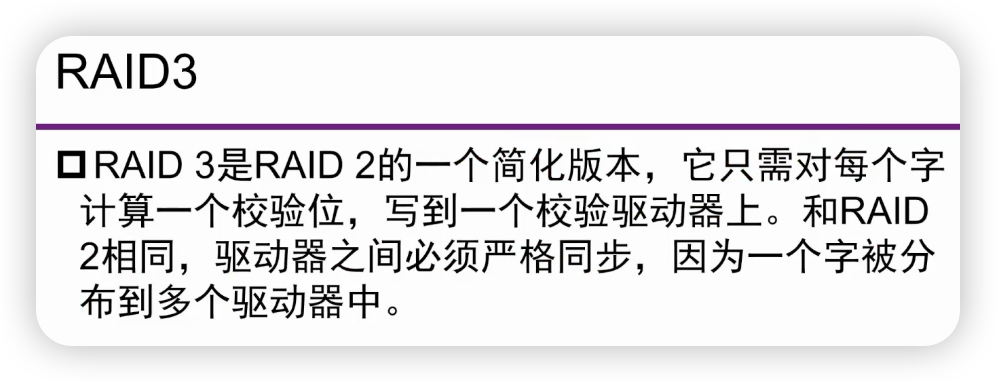 RAID3
RAID 3是RAID 2的一个简化版本，它只需对每个字
计算一个校验位，写到一个校验驱动器上。和RAID
2相同，驱动器之间必须严格同步，因为一个字被分
布到多个驱动器中。